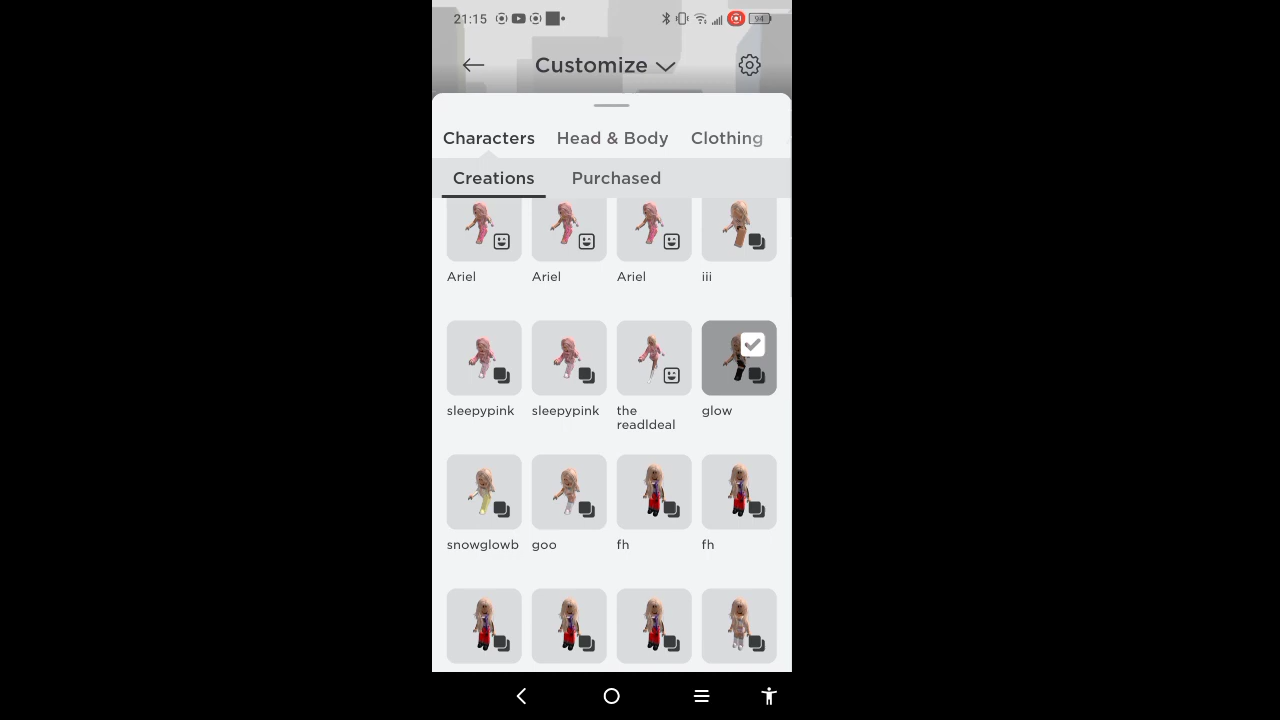 21:15
94
Customize
Characters Head & Body Clothing
Creations Purchased
Ariel Ariel Ariel iii
sleepypink sleepypink the readldeal glow
snowglowb goo fh fh